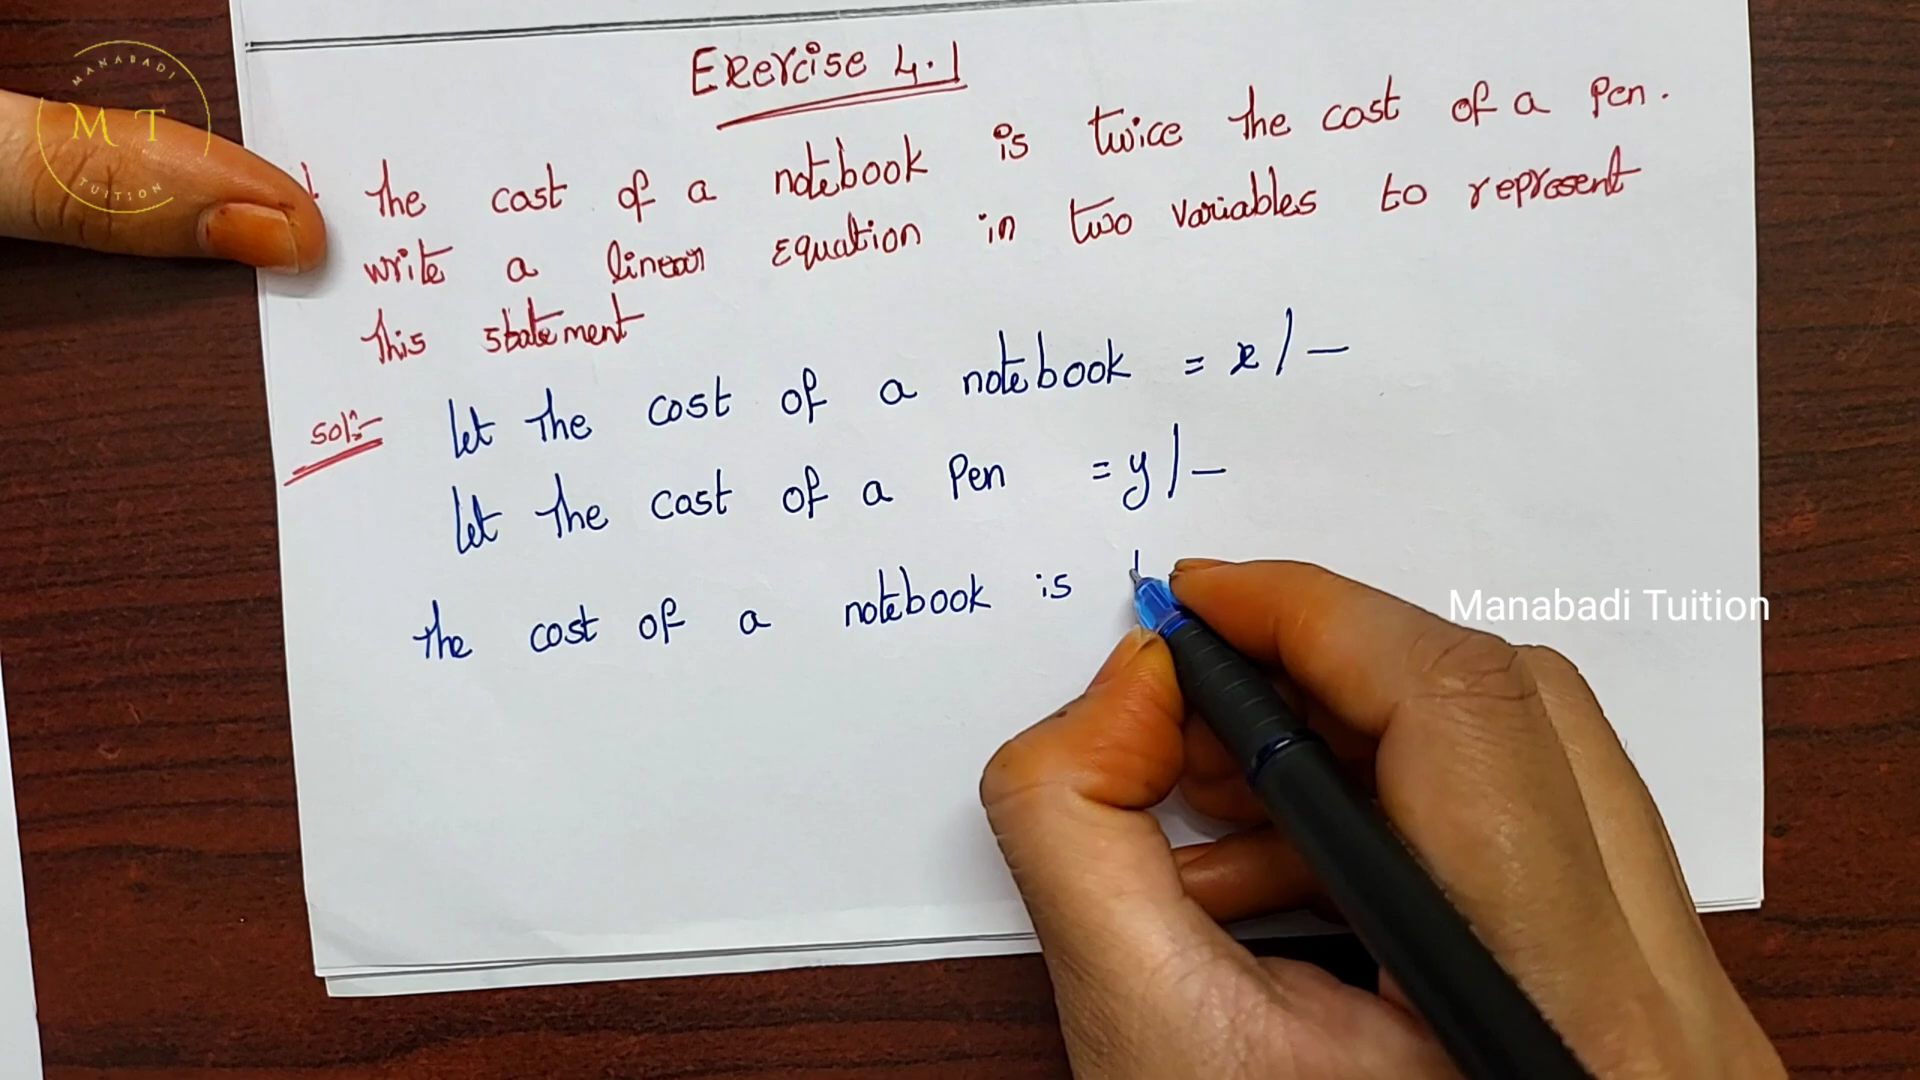 MANABADI
M T
TUITION
Exercise 4.1
The cost of a notebook is twice the cost of a Pen.
write a linear Equation in two variables to represent
This statement
Sol:-
let the cost of a notebook = x/-
let the cost of a Pen = y/-
The cost of a notebook is
Manabadi Tuition